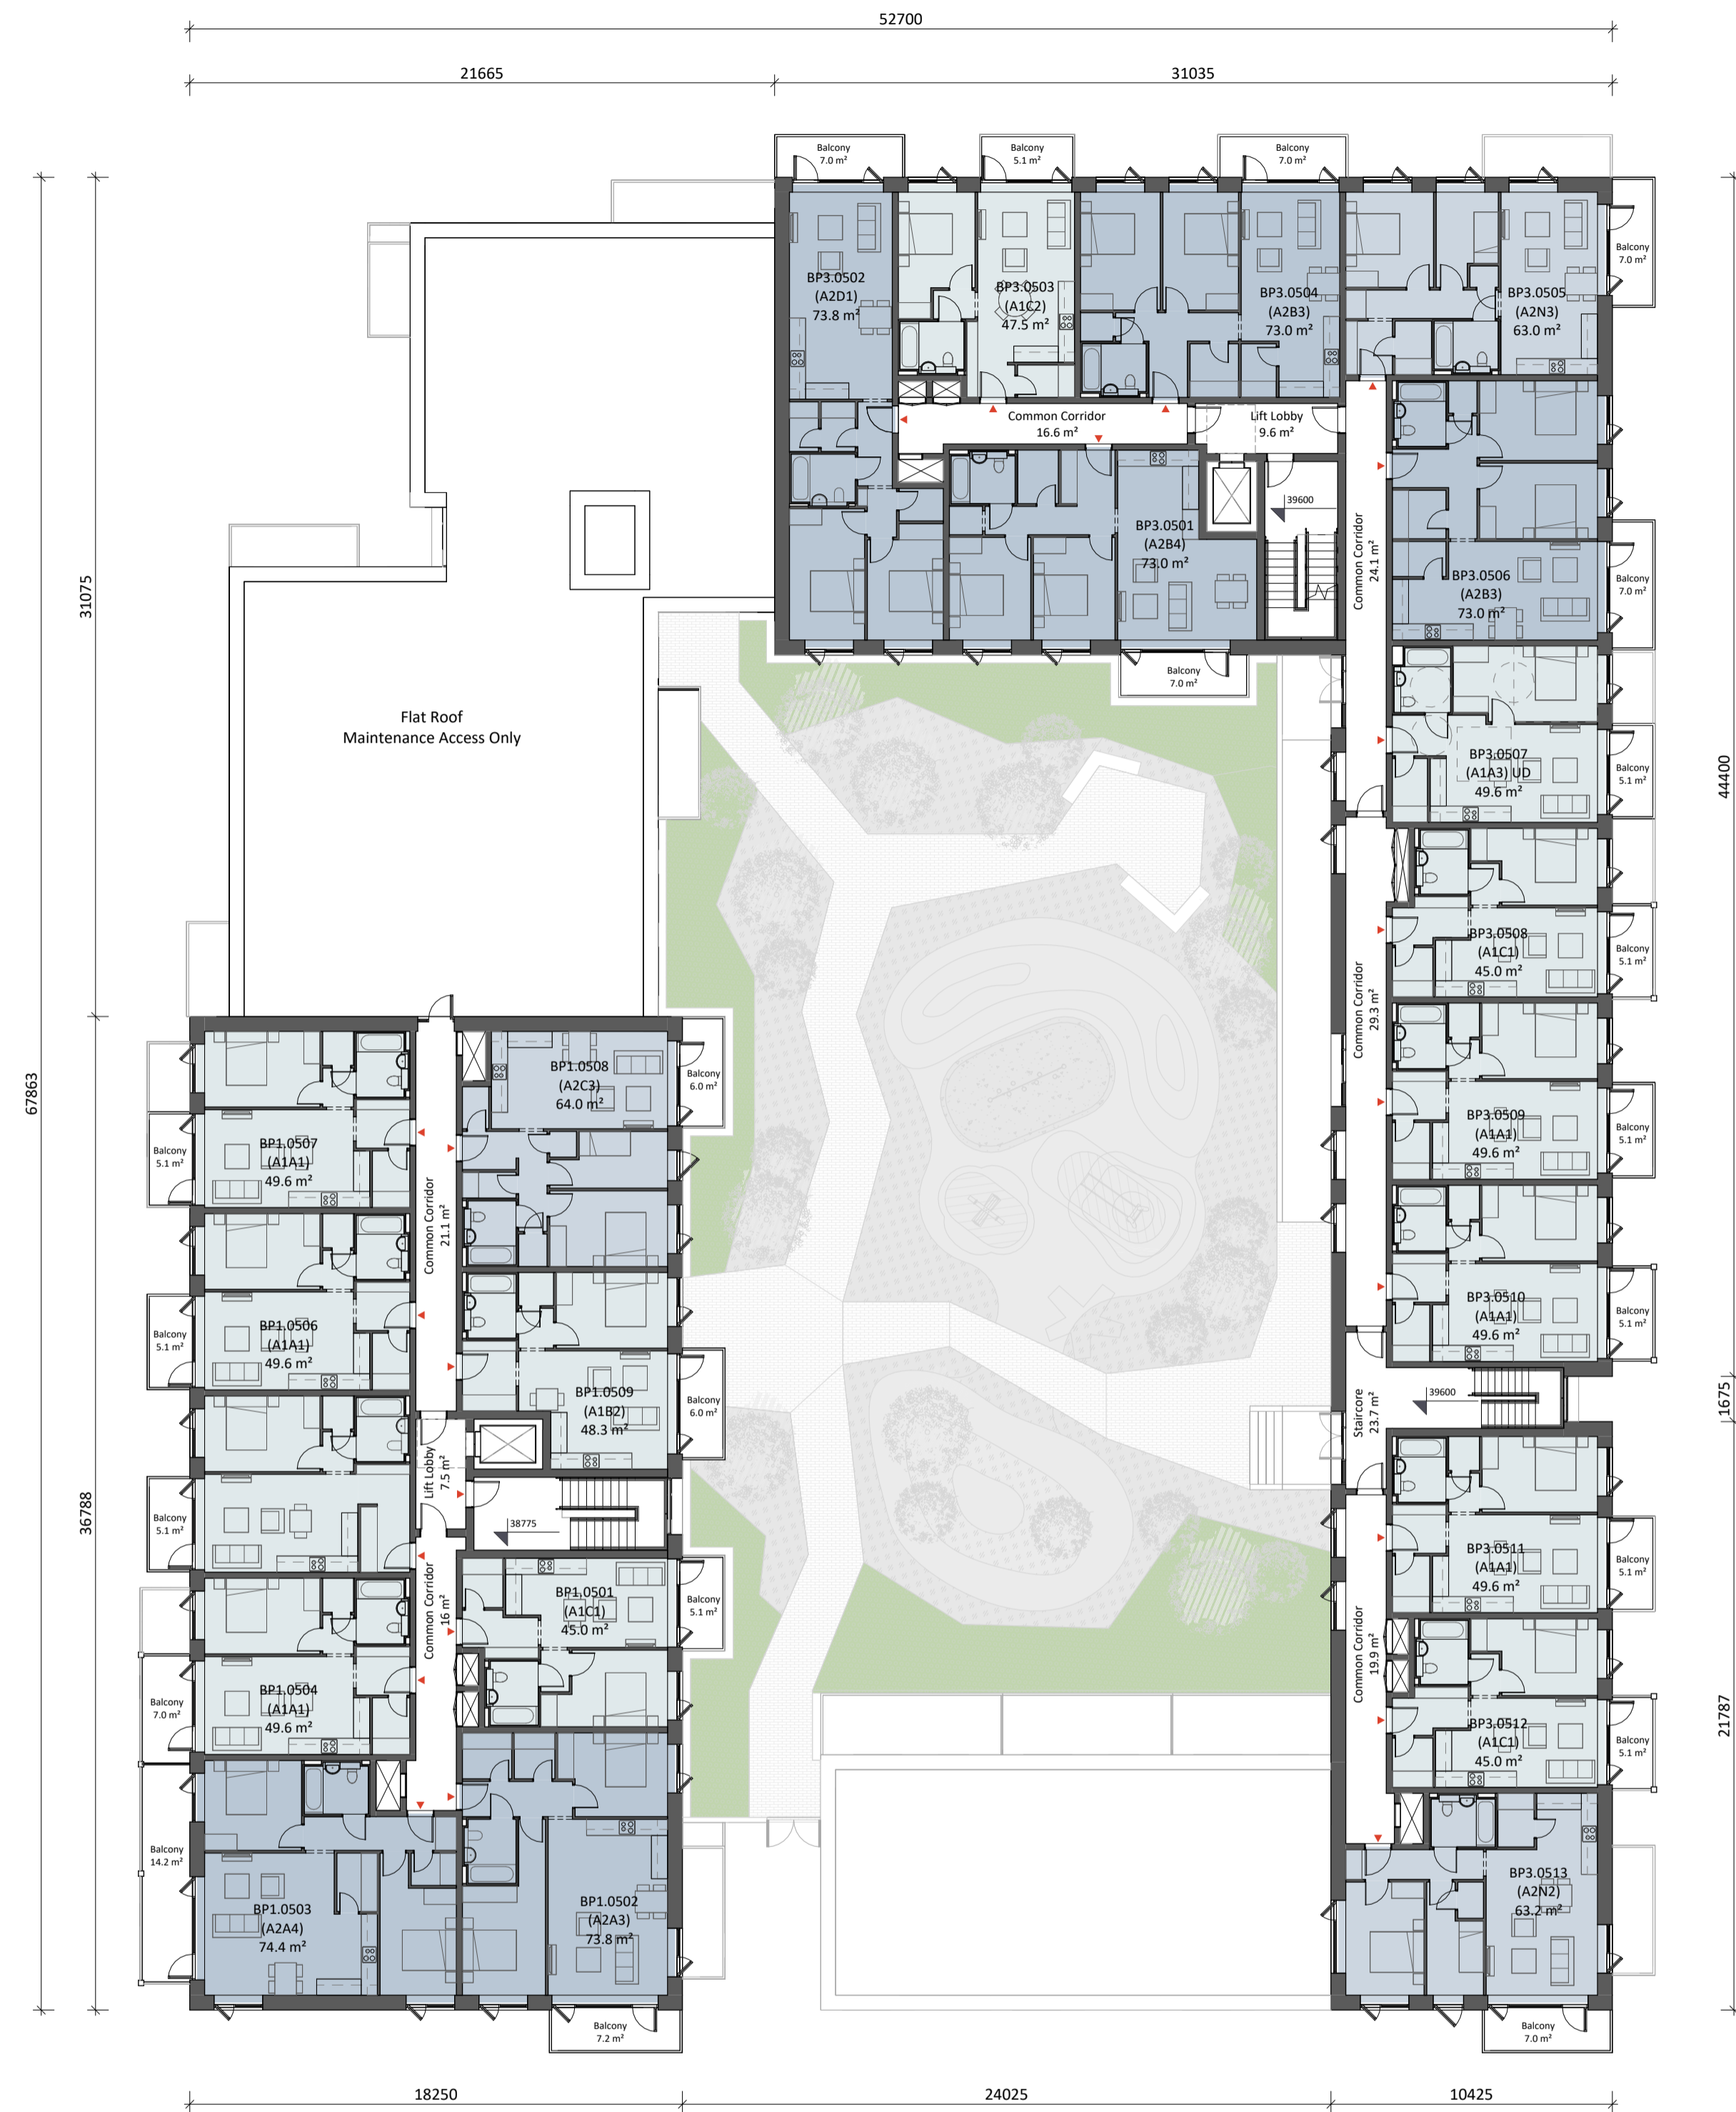 52700
21665
31035
Balcony
7.0 m²
Balcony
5.1 m²
Balcony
7.0 m²
Balcony
7.0 m²
BP3.0502
(A2D1)
73.8 m²
BP3.0503
(A1C2)
47.5 m²
BP3.0504
(A2B3)
73.0 m²
BP3.0505
(A2N3)
63.0 m²
Common Corridor
16.6 m²
Lift Lobby
9.6 m²
39600
BP3.0501
(A2B4)
73.0 m²
Balcony
7.0 m²
Common Corridor
24.1 m²
BP3.0506
(A2B3)
73.0 m²
Balcony
7.0 m²
31075
67863
44400
Flat Roof
Maintenance Access Only
BP3.0507
(A1A3) UD
49.6 m²
Balcony
5.1 m²
BP3.0508
(A1C1)
45.0 m²
Balcony
5.1 m²
Common Corridor
29.3 m²
BP3.0509
(A1A1)
49.6 m²
Balcony
5.1 m²
BP3.0510
(A1A1)
49.6 m²
Balcony
5.1 m²
BP1.0508
(A2C3)
64.0 m²
Balcony
6.0 m²
BP1.0507
(A1A1)
49.6 m²
Balcony
5.1 m²
Common Corridor
21.1 m²
BP1.0506
(A1A1)
49.6 m²
Balcony
5.1 m²
BP1.0509
(A1B2)
48.3 m²
Balcony
6.0 m²
Staircore
23.7 m²
39600
1675
Lift Lobby
7.5 m²
38775
36788
Balcony
5.1 m²
BP3.0511
(A1A1)
49.6 m²
Balcony
5.1 m²
BP1.0501
(A1C1)
45.0 m²
Balcony
5.1 m²
Common Corridor
16 m²
Common Corridor
19.9 m²
BP1.0504
(A1A1)
49.6 m²
Balcony
7.0 m²
BP3.0512
(A1C1)
45.0 m²
Balcony
5.1 m²
21787
Balcony
14.2 m²
BP1.0503
(A2A4)
74.4 m²
BP1.0502
(A2A3)
73.8 m²
BP3.0513
(A2N2)
63.2 m²
Balcony
7.2 m²
Balcony
7.0 m²
18250
24025
10425